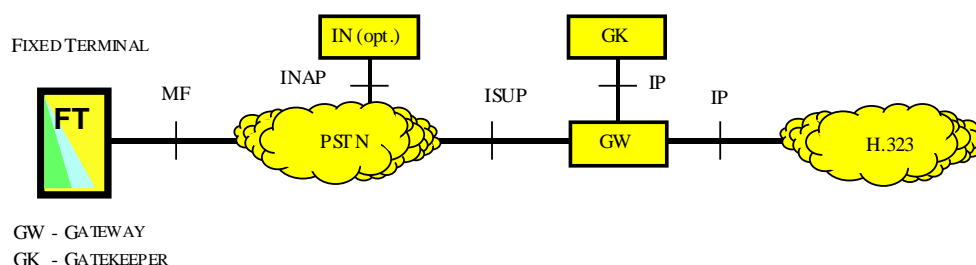 IN (opt.)
GK
FIXED TERMINAL
INAP
IP
MF
ISUP
IP
FT
PSTN
GW
H.323
GW - GATEWAY
GK - GATEKEEPER